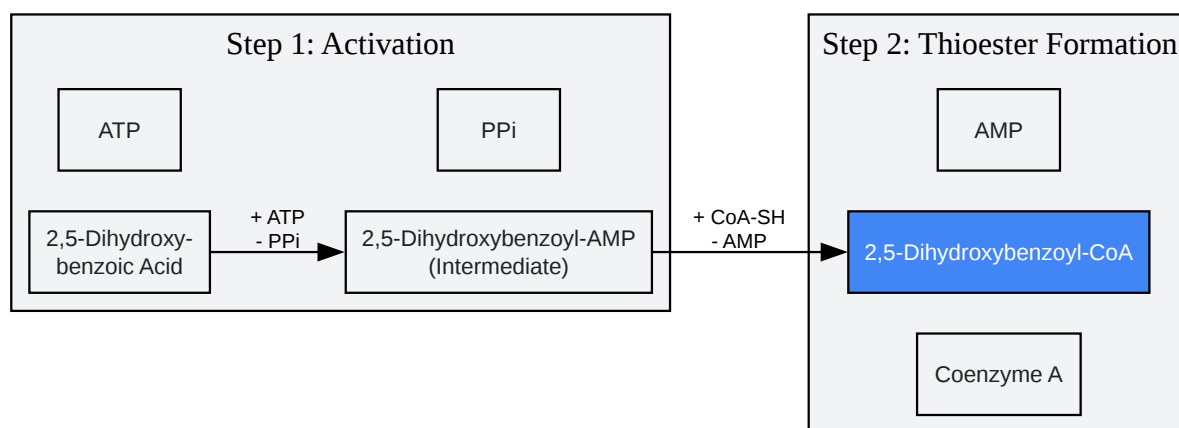 Step 1: Activation
Step 2: Thioester Formation
ATP
PPi
AMP
2,5-Dihydroxy-
benzoic Acid
+ ATP
- PPi
2,5-Dihydroxybenzoyl-AMP
(Intermediate)
+ CoA-SH
- AMP
2,5-Dihydroxybenzoyl-CoA
Coenzyme A